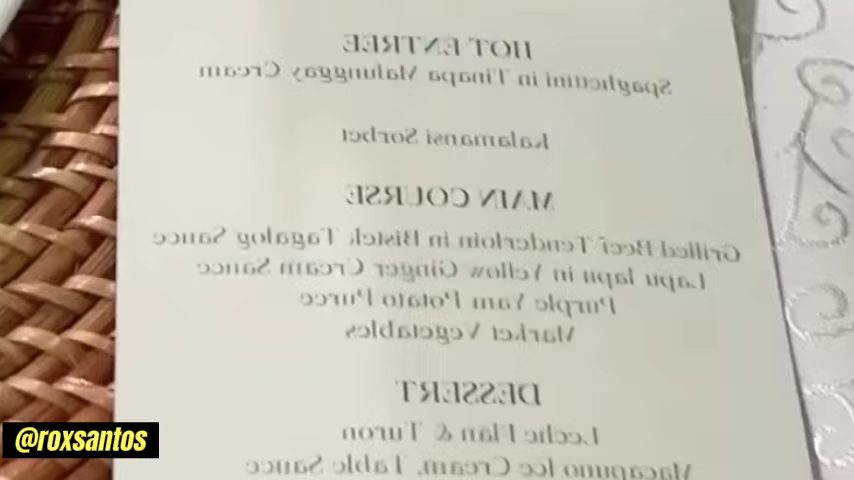 HOT ENTREE
Spaghettini in Tinapa Malunggay Cream
Kalamansi Sorbet
MAIN COURSE
Grilled Beef Tenderloin in Bistek Tagalog Sauce
Lapu lapu in Yellow Ginger Cream Sauce
Purple Yam Potato Puree
Market Vegetables
DESSERT
Leche Flan & Turon
Macapuno Ice Cream, Table Sauce
@roxsantos